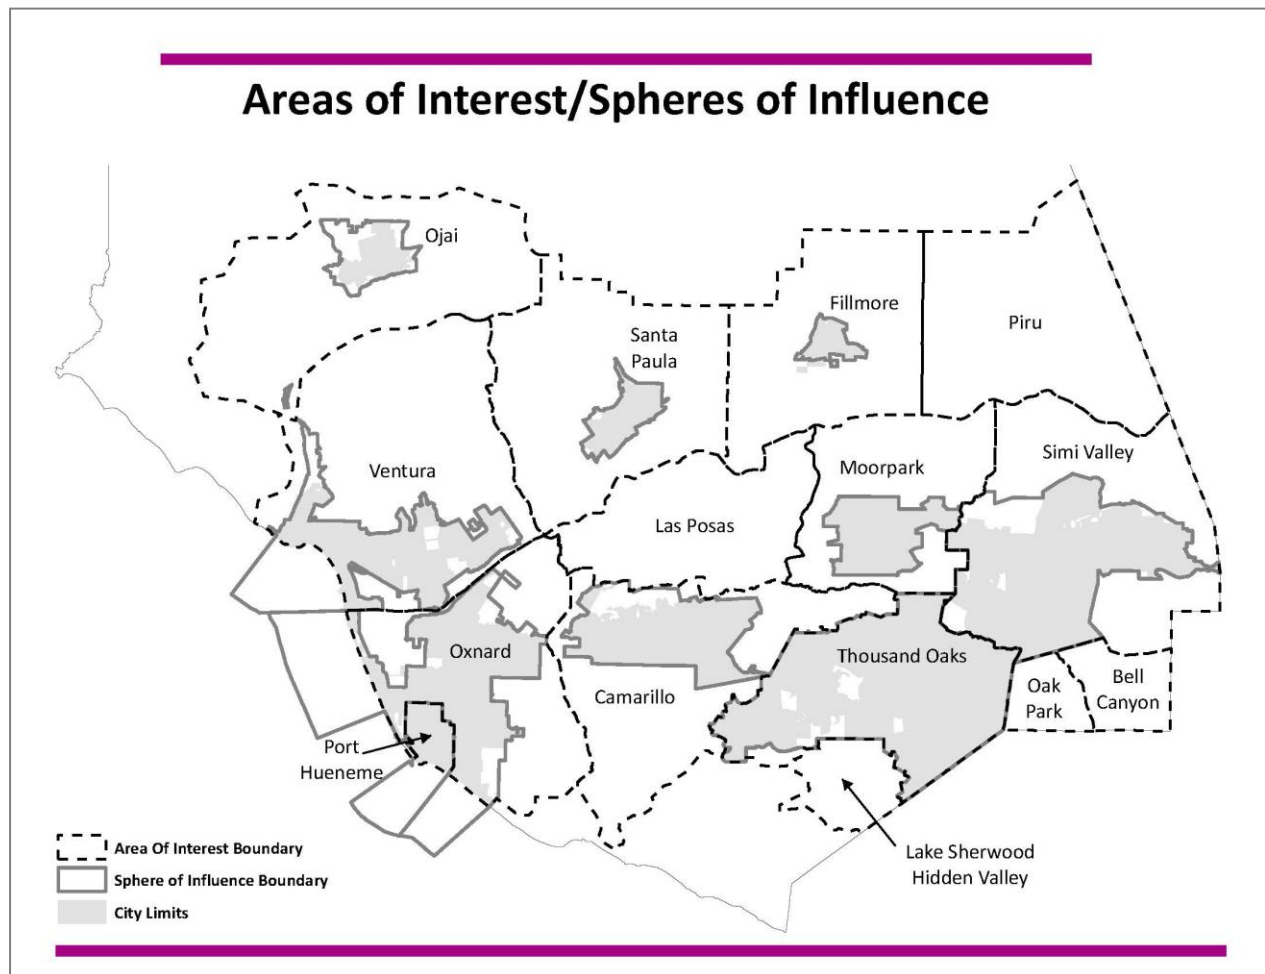 Areas of Interest/Spheres of Influence
Ojai
Fillmore
Piru
Santa
Paula
Ventura
Moorpark
Simi Valley
Las Posas
Oxnard
Thousand Oaks
Camarillo
Oak
Park
Bell
Canyon
Port
Hueneme
Lake Sherwood
Hidden Valley
Area Of Interest Boundary
Sphere of Influence Boundary
City Limits